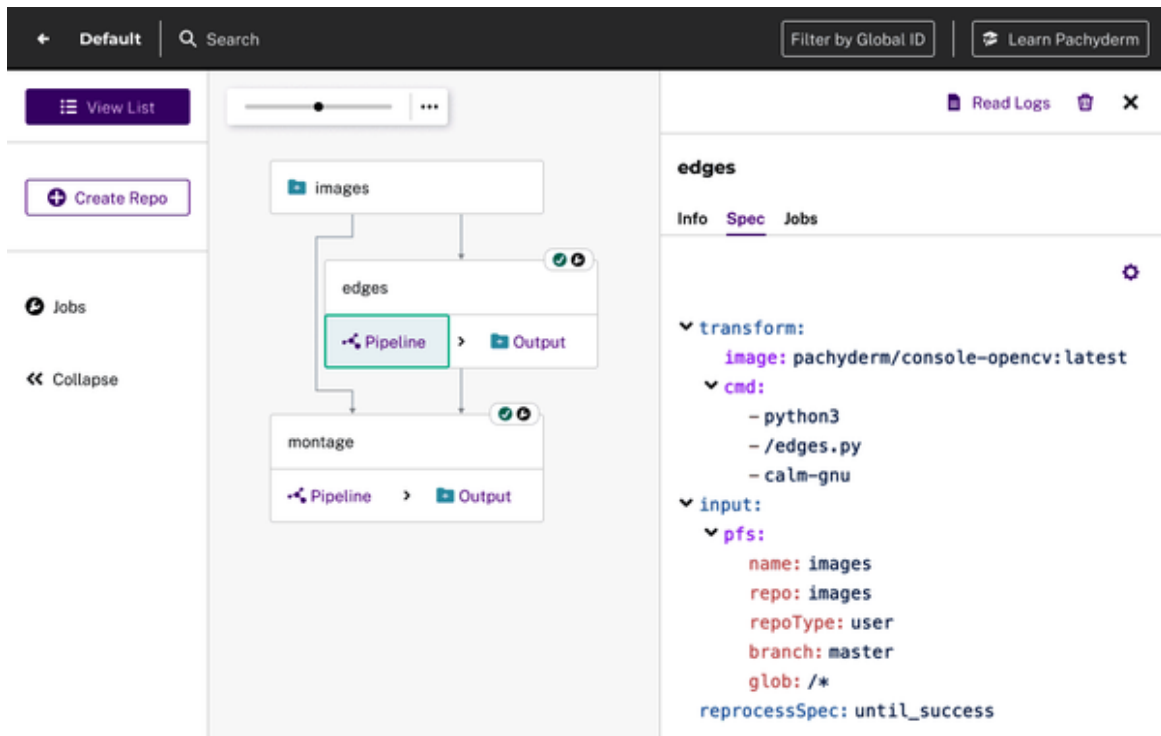 Default
Search
Filter by Global ID
Learn Pachyderm
View List
Create Repo
Jobs
Collapse
images
edges
Pipeline > Output
montage
Pipeline > Output
Read Logs
edges
Info Spec Jobs
transform:
image: pachyderm/console-opencv:latest
cmd:
– python3
– /edges.py
– calm-gnu
input:
pfs:
name: images
repo: images
repoType: user
branch: master
glob: /*
reprocessSpec: until_success